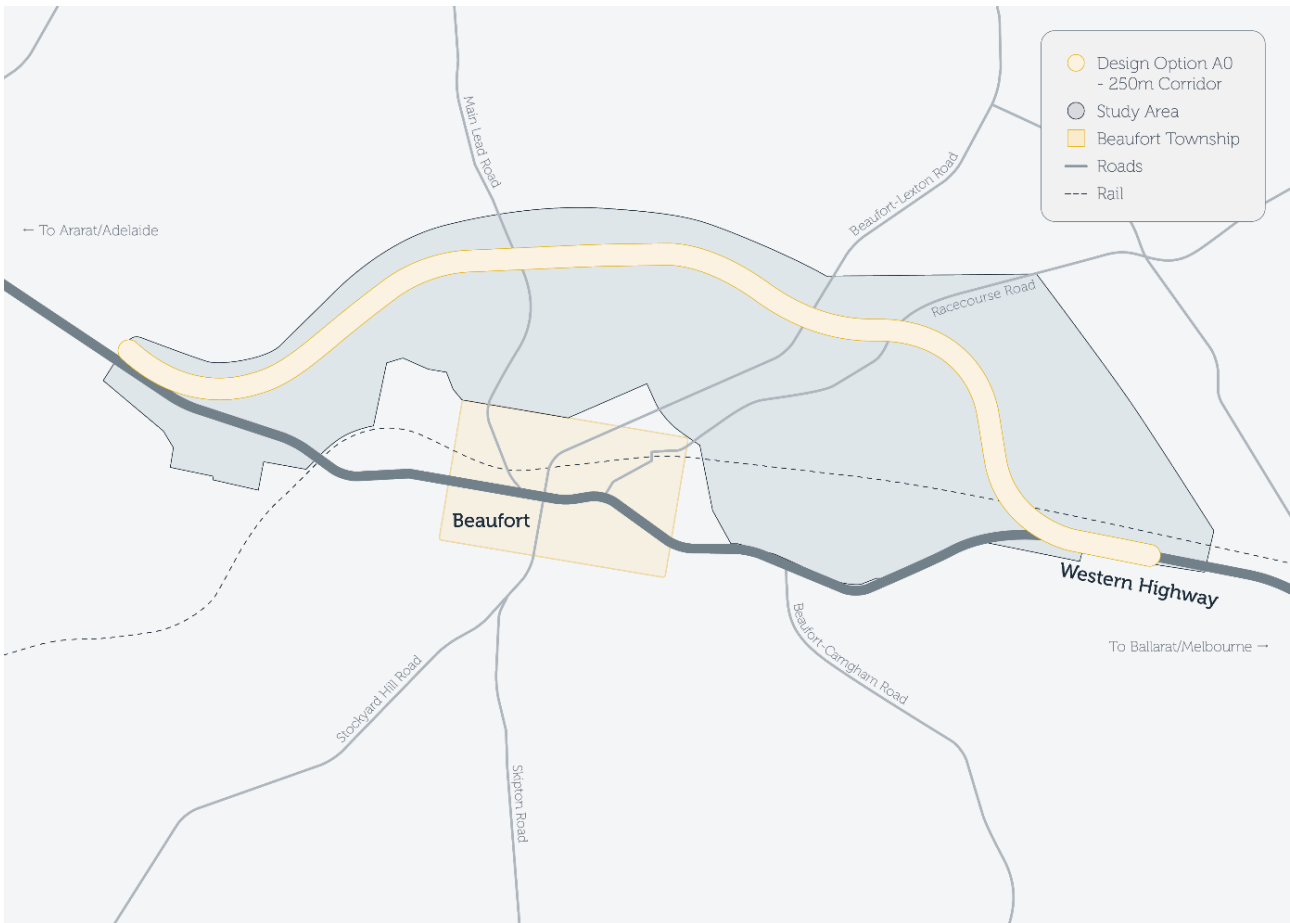 Design Option A0
- 250m Corridor
Study Area
Beaufort Township
Roads
Rail
Main Lead Road
Beaufort-Lexton Road
← To Ararat/Adelaide
Racecourse Road
Beaufort
Western Highway
To Ballarat/Melbourne →
Beaufort-Carngham Road
Stockyard Hill Road
Skipton Road